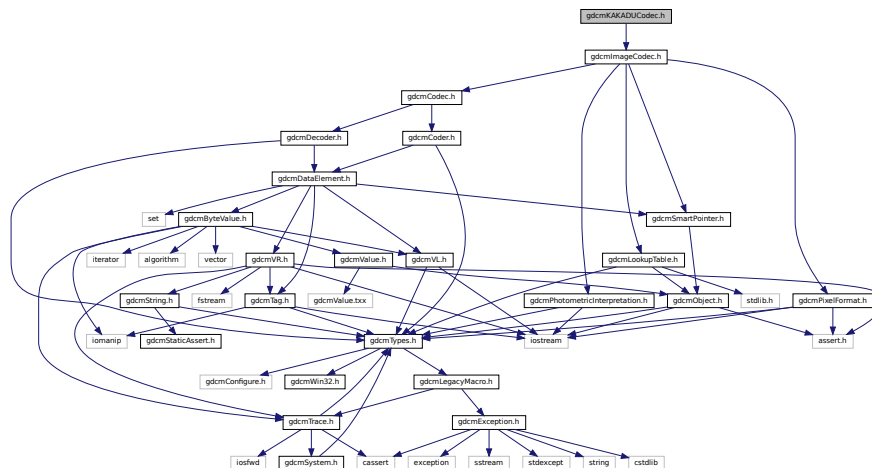 gdcmKAKADUCodec.h
gdcmImageCodec.h
gdcmCodec.h
gdcmDecoder.h
gdcmCoder.h
gdcmDataElement.h
set
gdcmByteValue.h
gdcmSmartPointer.h
iterator
algorithm
vector
gdcmVR.h
gdcmValue.h
gdcmVL.h
gdcmLookupTable.h
gdcmString.h
fstream
gdcmTag.h
gdcmValue.txx
gdcmPhotometricInterpretation.h
gdcmObject.h
stdlib.h
gdcmPixelFormat.h
iomanip
gdcmStaticAssert.h
gdcmTypes.h
iostream
assert.h
gdcmConfigure.h
gdcmWin32.h
gdcmLegacyMacro.h
gdcmTrace.h
gdcmException.h
iosfwd
gdcmSystem.h
cassert
exception
sstream
stdexcept
string
cstdlib